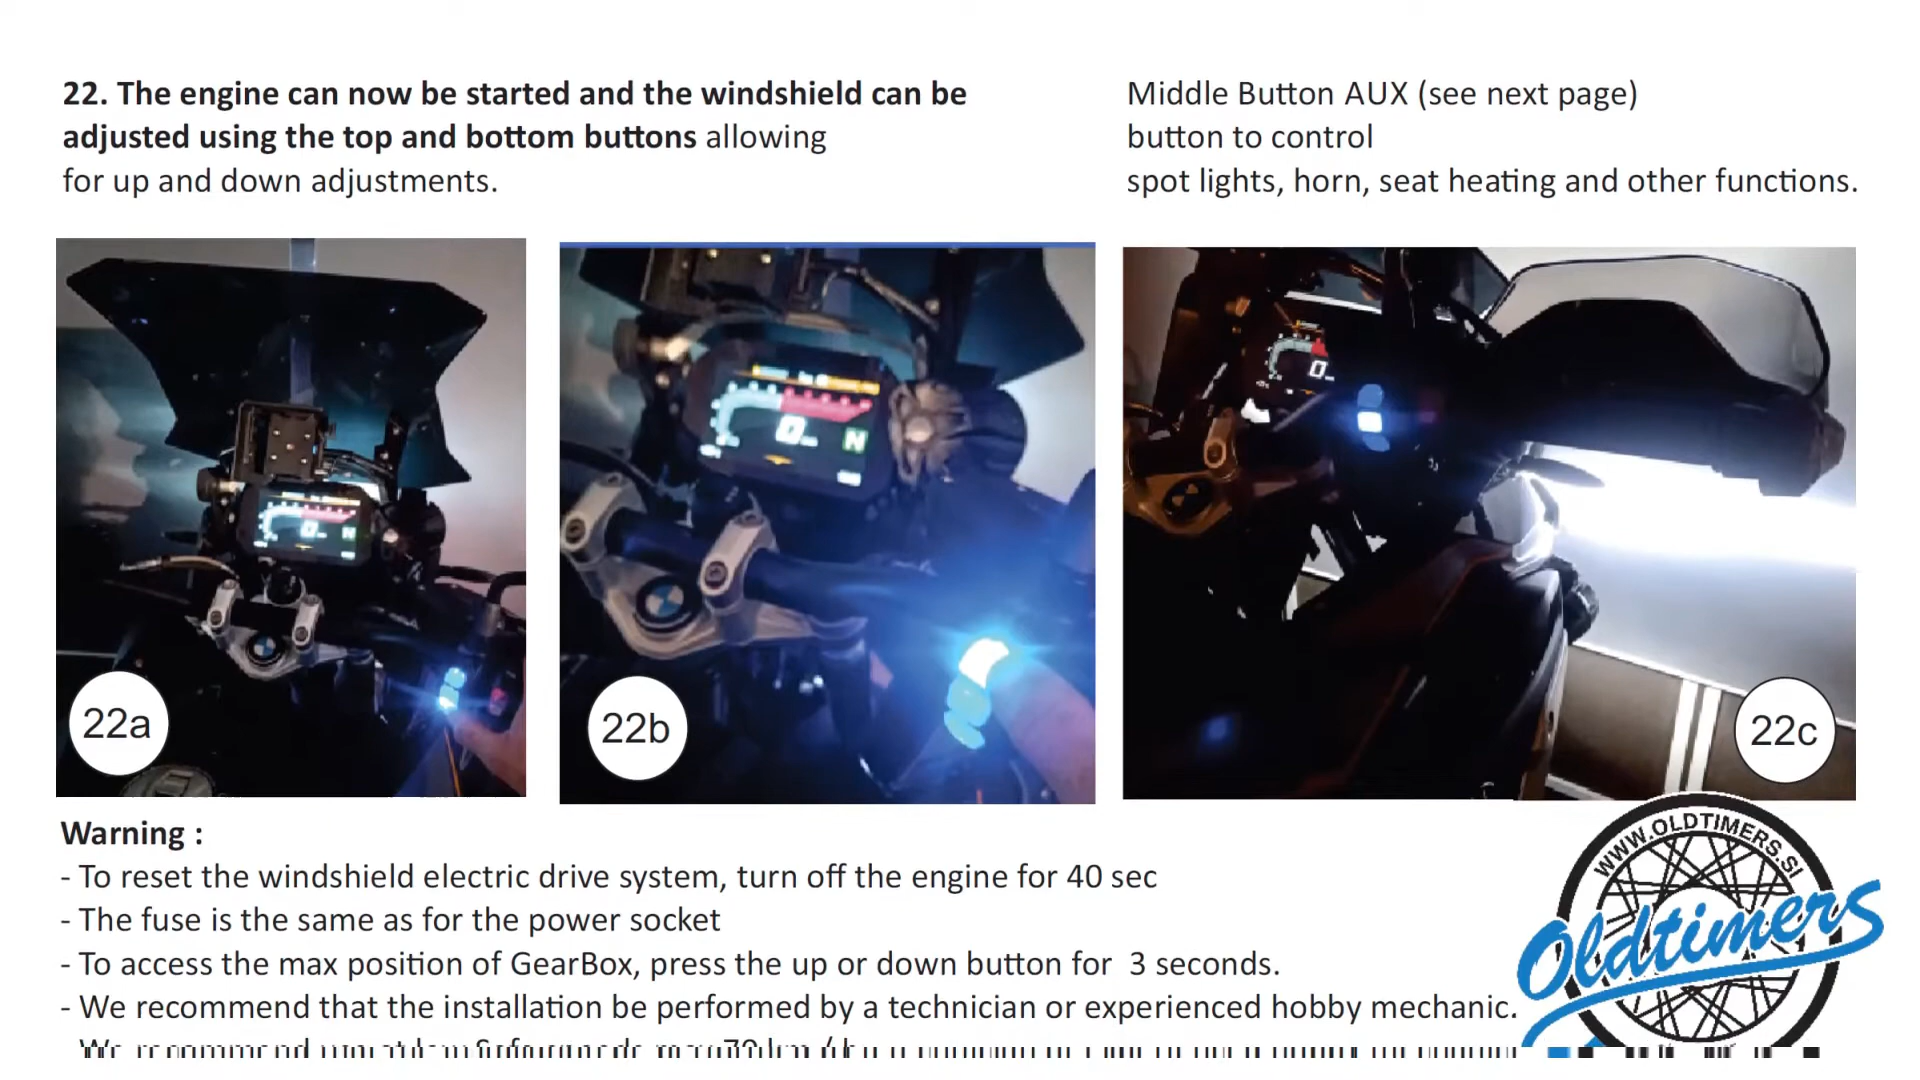 22. The engine can now be started and the windshield can be
adjusted using the top and bottom buttons allowing
for up and down adjustments.
Middle Button AUX (see next page)
button to control
spot lights, horn, seat heating and other functions.
0
N
0
N
0
22a
22b
22c
Warning :
- To reset the windshield electric drive system, turn off the engine for 40 sec
- The fuse is the same as for the power socket
- To access the max position of GearBox, press the up or down button for 3 seconds.
- We recommend that the installation be performed by a technician or experienced hobby mechanic.
We recommend
WWW.OLDTIMERS.SI
Oldtimers